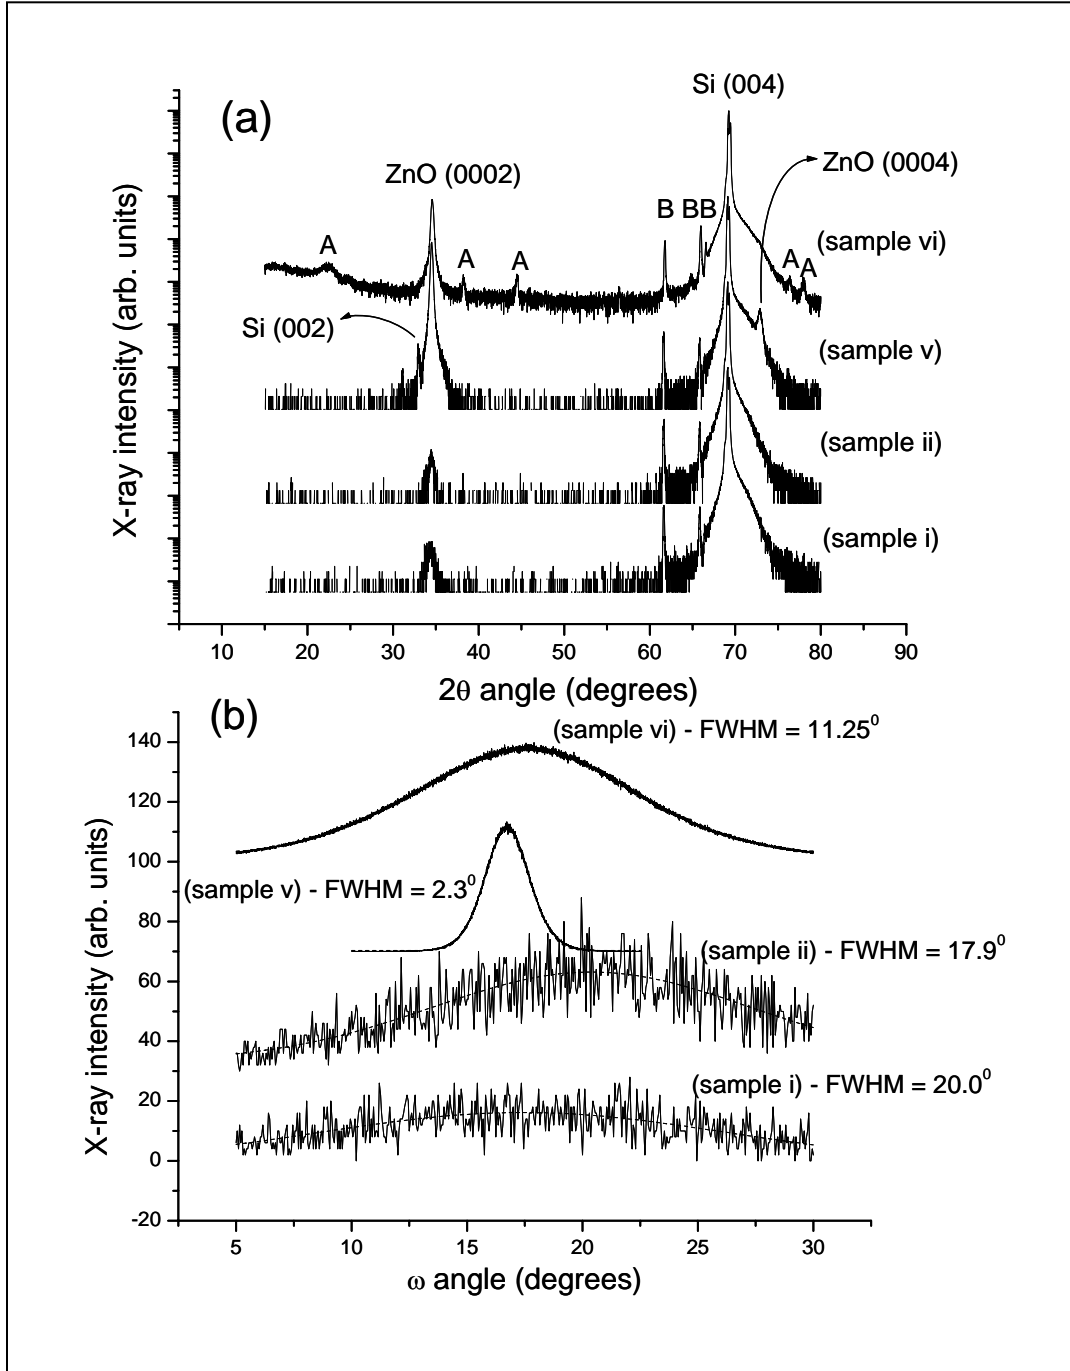 Si (004)
(a)
ZnO (0004)
ZnO (0002)
B BB
(sample vi)
A
A
A
A
A
Si (002)
(sample v)
(sample ii)
(sample i)
X-ray intensity (arb. units)
10 20 30 40 50 60 70 80 90
2θ angle (degrees)
(b)
(sample vi) - FWHM = 11.25⁰
140
120
100
(sample v) - FWHM = 2.3⁰
80
(sample ii) - FWHM = 17.9⁰
60
40
(sample i) - FWHM = 20.0⁰
20
0
-20
X-ray intensity (arb. units)
5 10 15 20 25 30
ω angle (degrees)